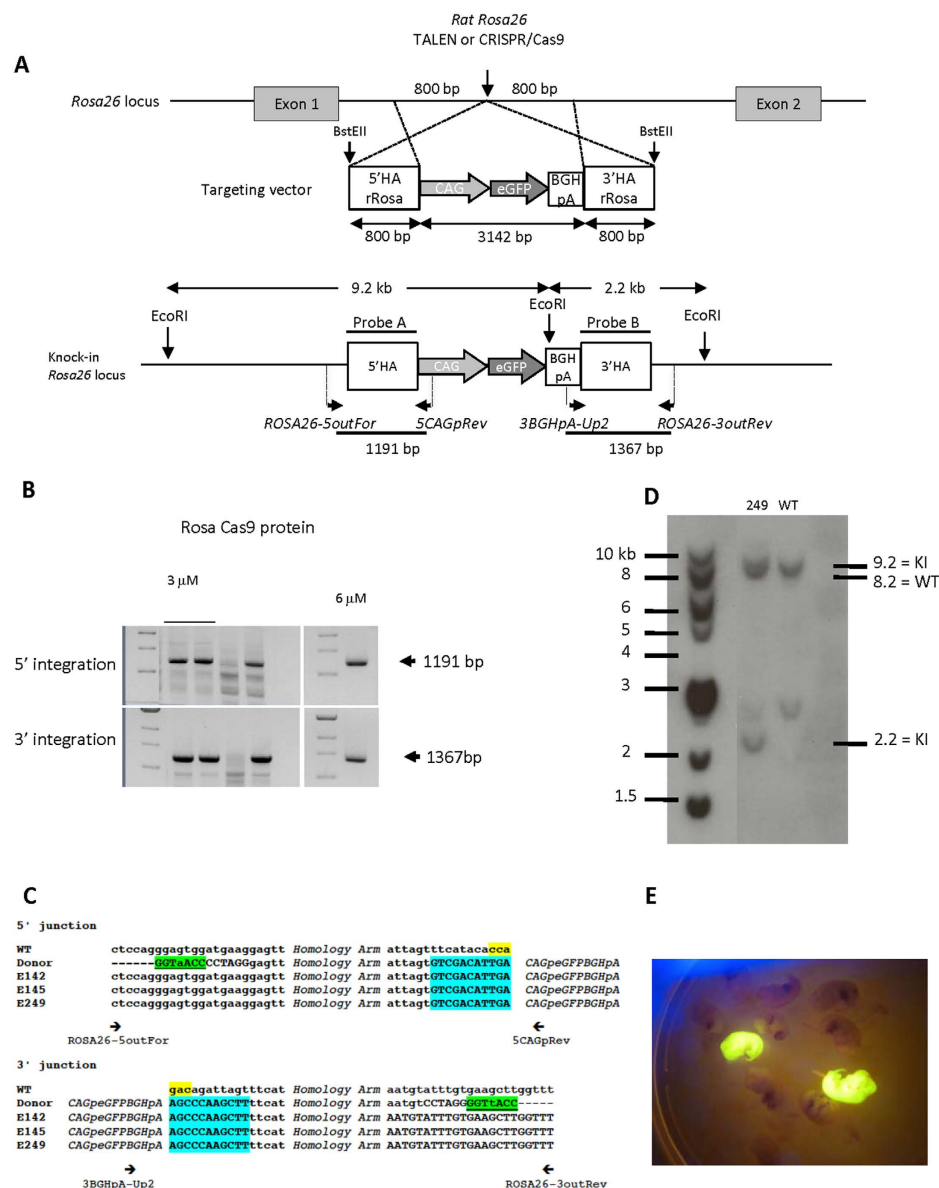 Rat Rosa26
TALEN or CRISPR/Cas9
A
800 bp 800 bp
Rosa26 locus Exon 1 Exon 2
BstEII BstEII
Targeting vector 5'HA rRosa CAG eGFP BGH pA 3'HA rRosa
800 bp 3142 bp 800 bp
9.2 kb 2.2 kb
EcoRI EcoRI EcoRI
Probe A Probe B
Knock-in Rosa26 locus 5'HA CAG eGFP BGH pA 3'HA
ROSA26-5outFor 5CAGpRev 3BGHpA-Up2 ROSA26-3outRev
1191 bp 1367 bp
B
Rosa Cas9 protein
3 µM 6 µM
5' integration 1191 bp
3' integration 1367bp
D
249 WT
10 kb
8
6
5
4
3
2
1.5
9.2 = KI
8.2 = WT
2.2 = KI
C
5' junction
WT ctccagggagtggatgaaggagtt Homology Arm attagtttcatacacca
Donor ------GGTaACCCCTAGGgagtt Homology Arm attagtGTCGACATTGA CAGpeGFPBGHpA
E142 ctccagggagtggatgaaggagtt Homology Arm attagtGTCGACATTGA CAGpeGFPBGHpA
E145 ctccagggagtggatgaaggagtt Homology Arm attagtGTCGACATTGA CAGpeGFPBGHpA
E249 ctccagggagtggatgaaggagtt Homology Arm attagtGTCGACATTGA CAGpeGFPBGHpA
ROSA26-5outFor 5CAGpRev
3' junction
WT gacagattagtttcat Homology Arm aatgtatttgtgaagcttggttt
Donor CAGpeGFPBGHpA AGCCCAAGCTTttcat Homology Arm aatgtCCTAGGGGTtACC-----
E142 CAGpeGFPBGHpA AGCCCAAGCTTttcat Homology Arm AATGTATTTGTGAAGCTTGGTTT
E145 CAGpeGFPBGHpA AGCCCAAGCTTttcat Homology Arm AATGTATTTGTGAAGCTTGGTTT
E249 CAGpeGFPBGHpA AGCCCAAGCTTttcat Homology Arm AATGTATTTGTGAAGCTTGGTTT
3BGHpA-Up2 ROSA26-3outRev
E